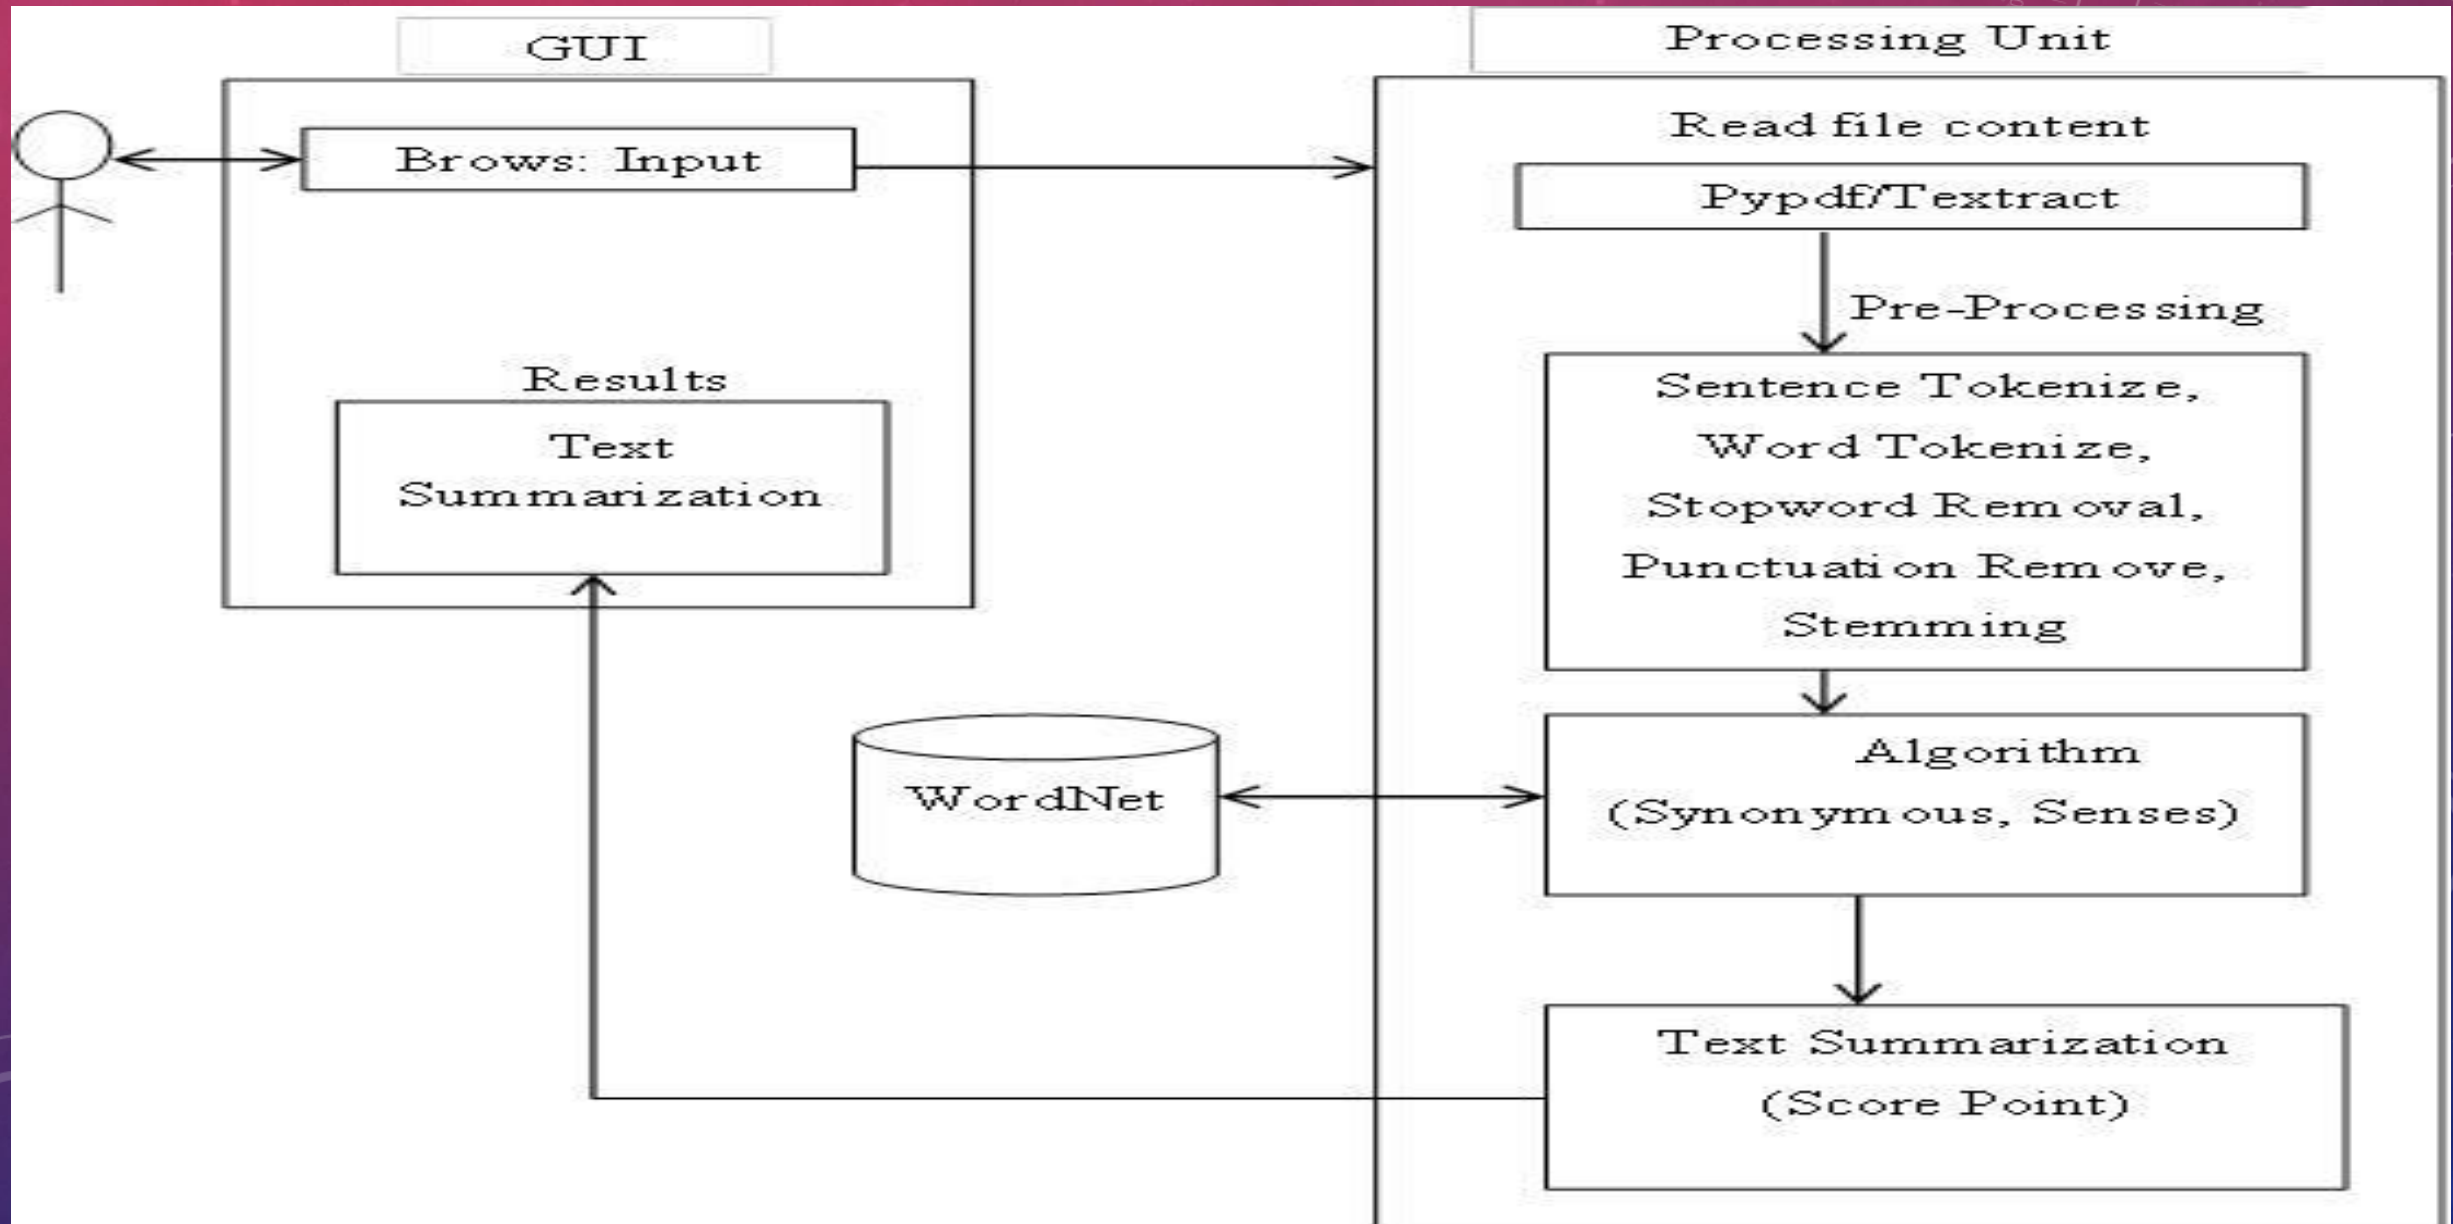 GUI
Brows: Input
Results
Text
Summarization
WordNet
Processing Unit
Read file content
Pypdf/Textract
Pre-Processing
Sentence Tokenize,
Word Tokenize,
Stopword Removal,
Punctuation Remove,
Stemming
Algorithm
(Synonymous, Senses)
Text Summarization
(Score Point)